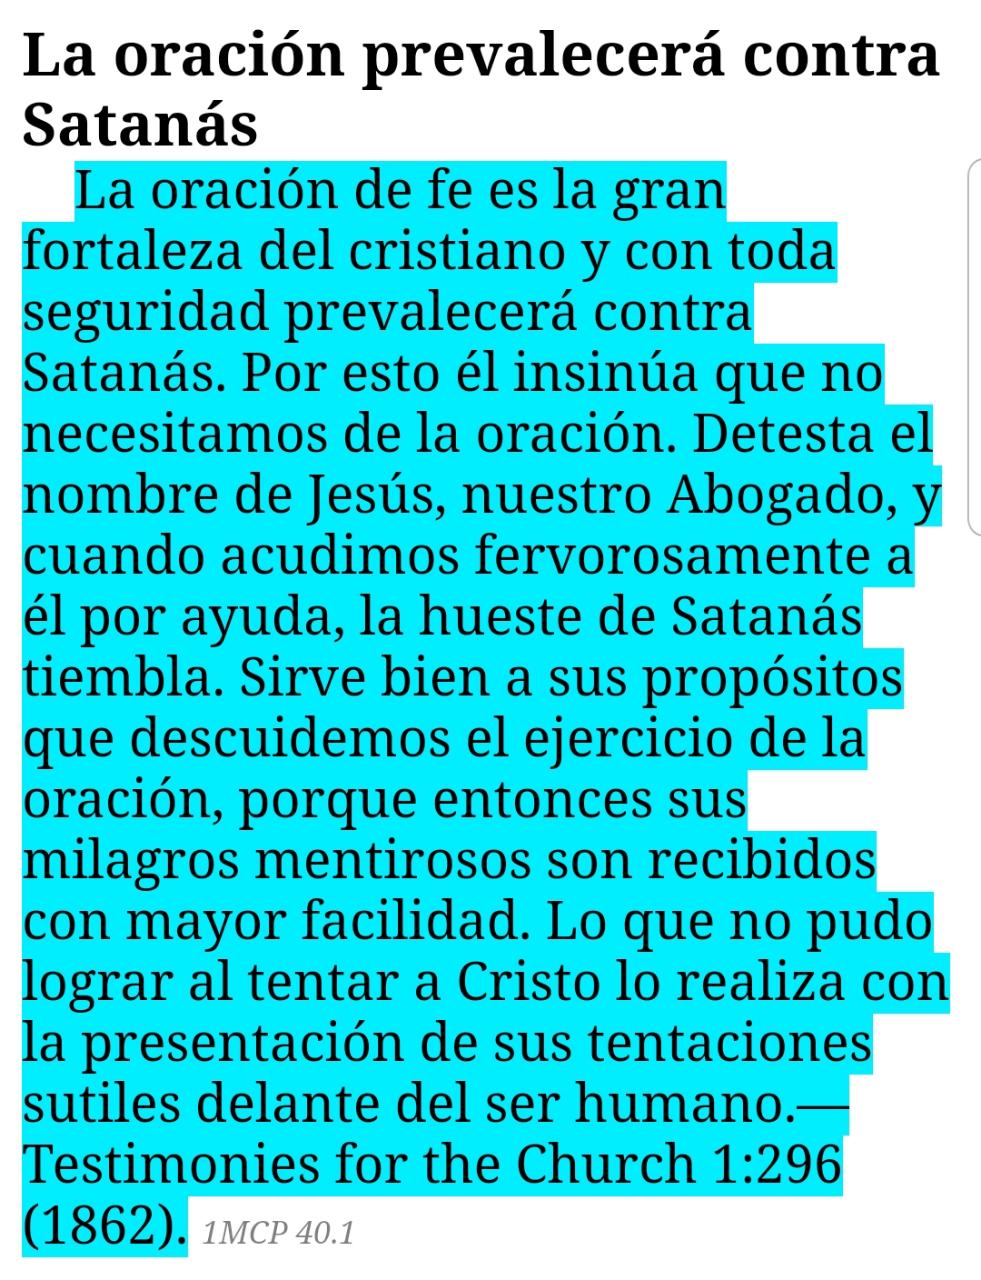 La oración prevalecerá contra
Satanás
La oración de fe es la gran
fortaleza del cristiano y con toda
seguridad prevalecerá contra
Satanás. Por esto él insinúa que no
necesitamos de la oración. Detesta el
nombre de Jesús, nuestro Abogado, y
cuando acudimos fervorosamente a
él por ayuda, la hueste de Satanás
tiembla. Sirve bien a sus propósitos
que descuidemos el ejercicio de la
oración, porque entonces sus
milagros mentirosos son recibidos
con mayor facilidad. Lo que no pudo
lograr al tentar a Cristo lo realiza con
la presentación de sus tentaciones
sutiles delante del ser humano.—
Testimonies for the Church 1:296
(1862). 1MCP 40.1